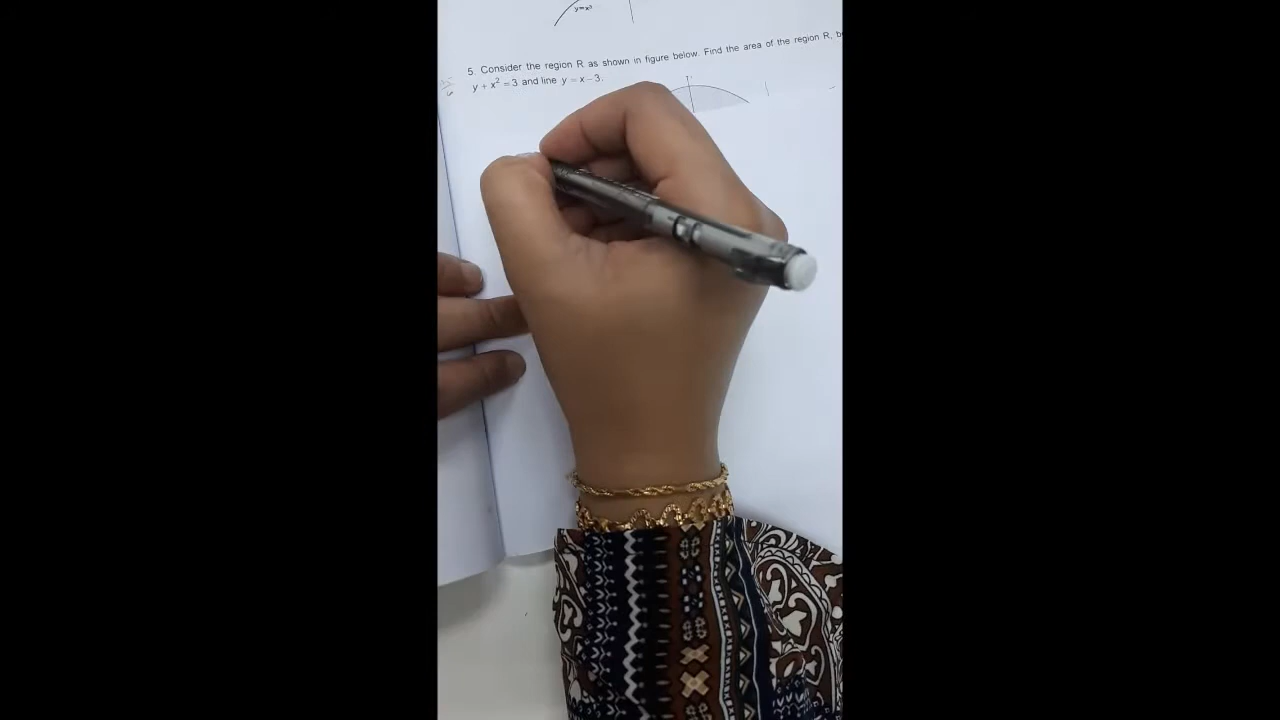 y=x³
5. Consider the region R as shown in figure below. Find the area of the region R,
y + x² = 3 and line y = x − 3.